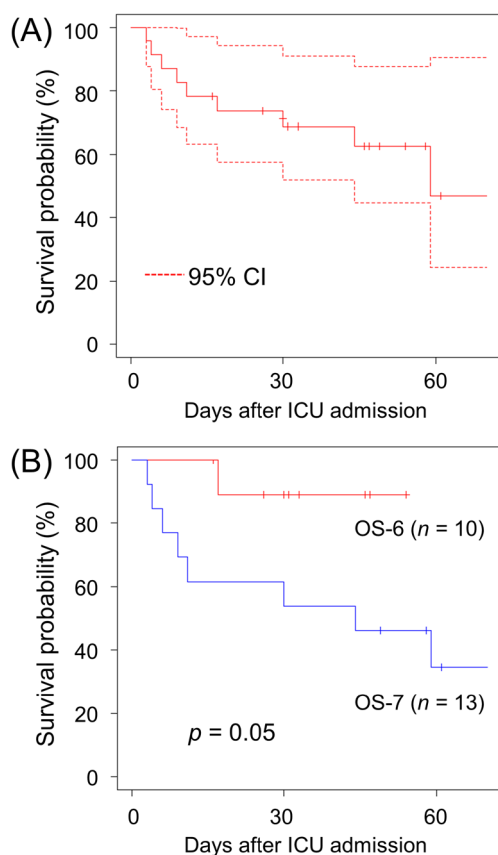 (A)
Survival probability (%)
100
80
60
40
20
0
95% CI
0 30 60
Days after ICU admission
(B)
Survival probability (%)
100
80
60
40
20
0
OS-6 (n = 10)
OS-7 (n = 13)
p = 0.05
0 30 60
Days after ICU admission